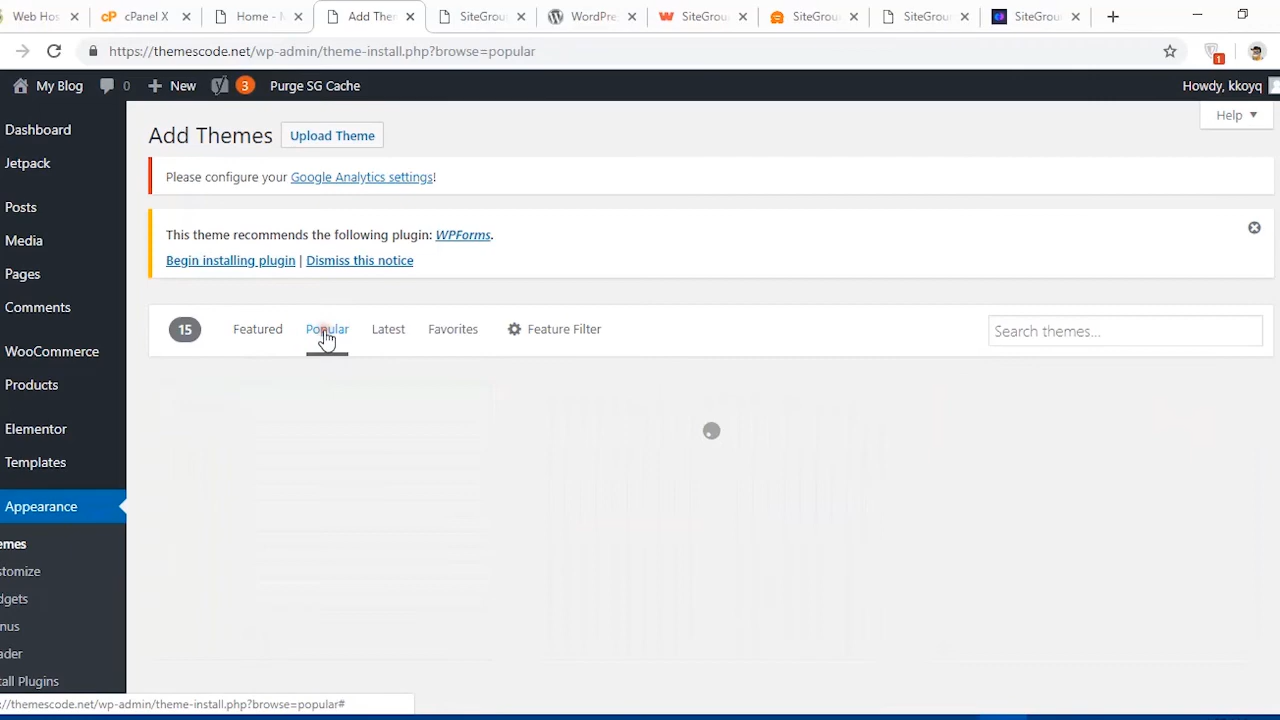 Web Hos
cPanel X
Home -
Add Ther
SiteGrou
WordPre
SiteGrou
SiteGrou
SiteGrou
SiteGrou
https://themescode.net/wp-admin/theme-install.php?browse=popular
1
My Blog
0
New
3
Purge SG Cache
Howdy, kkoyq
Dashboard
Jetpack
Posts
Media
Pages
Comments
WooCommerce
Products
Elementor
Templates
Appearance
emes
stomize
dgets
nus
ader
tall Plugins
Help
Add Themes
Upload Theme
Please configure your Google Analytics settings!
This theme recommends the following plugin: WPForms.
Begin installing plugin | Dismiss this notice
15
Featured
Popular
Latest
Favorites
Feature Filter
Search themes...
://themescode.net/wp-admin/theme-install.php?browse=popular#